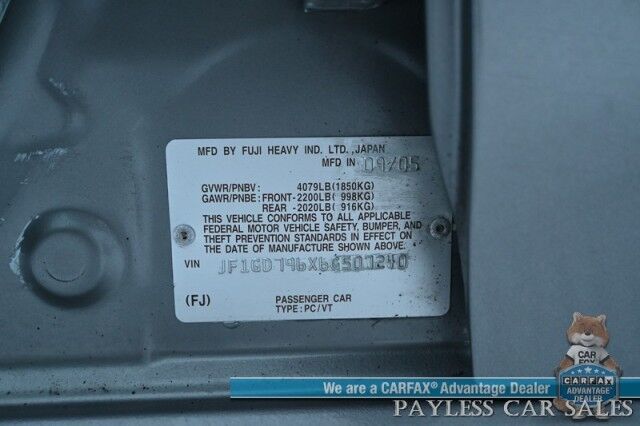 MFD BY FUJI HEAVY IND. LTD.,JAPAN
MFD IN 09/05
GVWR/PNBV: 4079LB(1850KG)
GAWR/PNBE: FRONT-2200LB( 998KG)
REAR -2020LB( 916KG)
THIS VEHICLE CONFORMS TO ALL APPLICABLE
FEDERAL MOTOR VEHICLE SAFETY, BUMPER, AND
THEFT PREVENTION STANDARDS IN EFFECT ON
THE DATE OF MANUFACTURE SHOWN ABOVE.
VIN JF1GD796X6G507240
(FJ) PASSENGER CAR
TYPE:PC/VT
CAR
FOX
CARFAX
ADVANTAGE
DEALER
We are a CARFAX® Advantage Dealer
PAYLESS CAR SALES